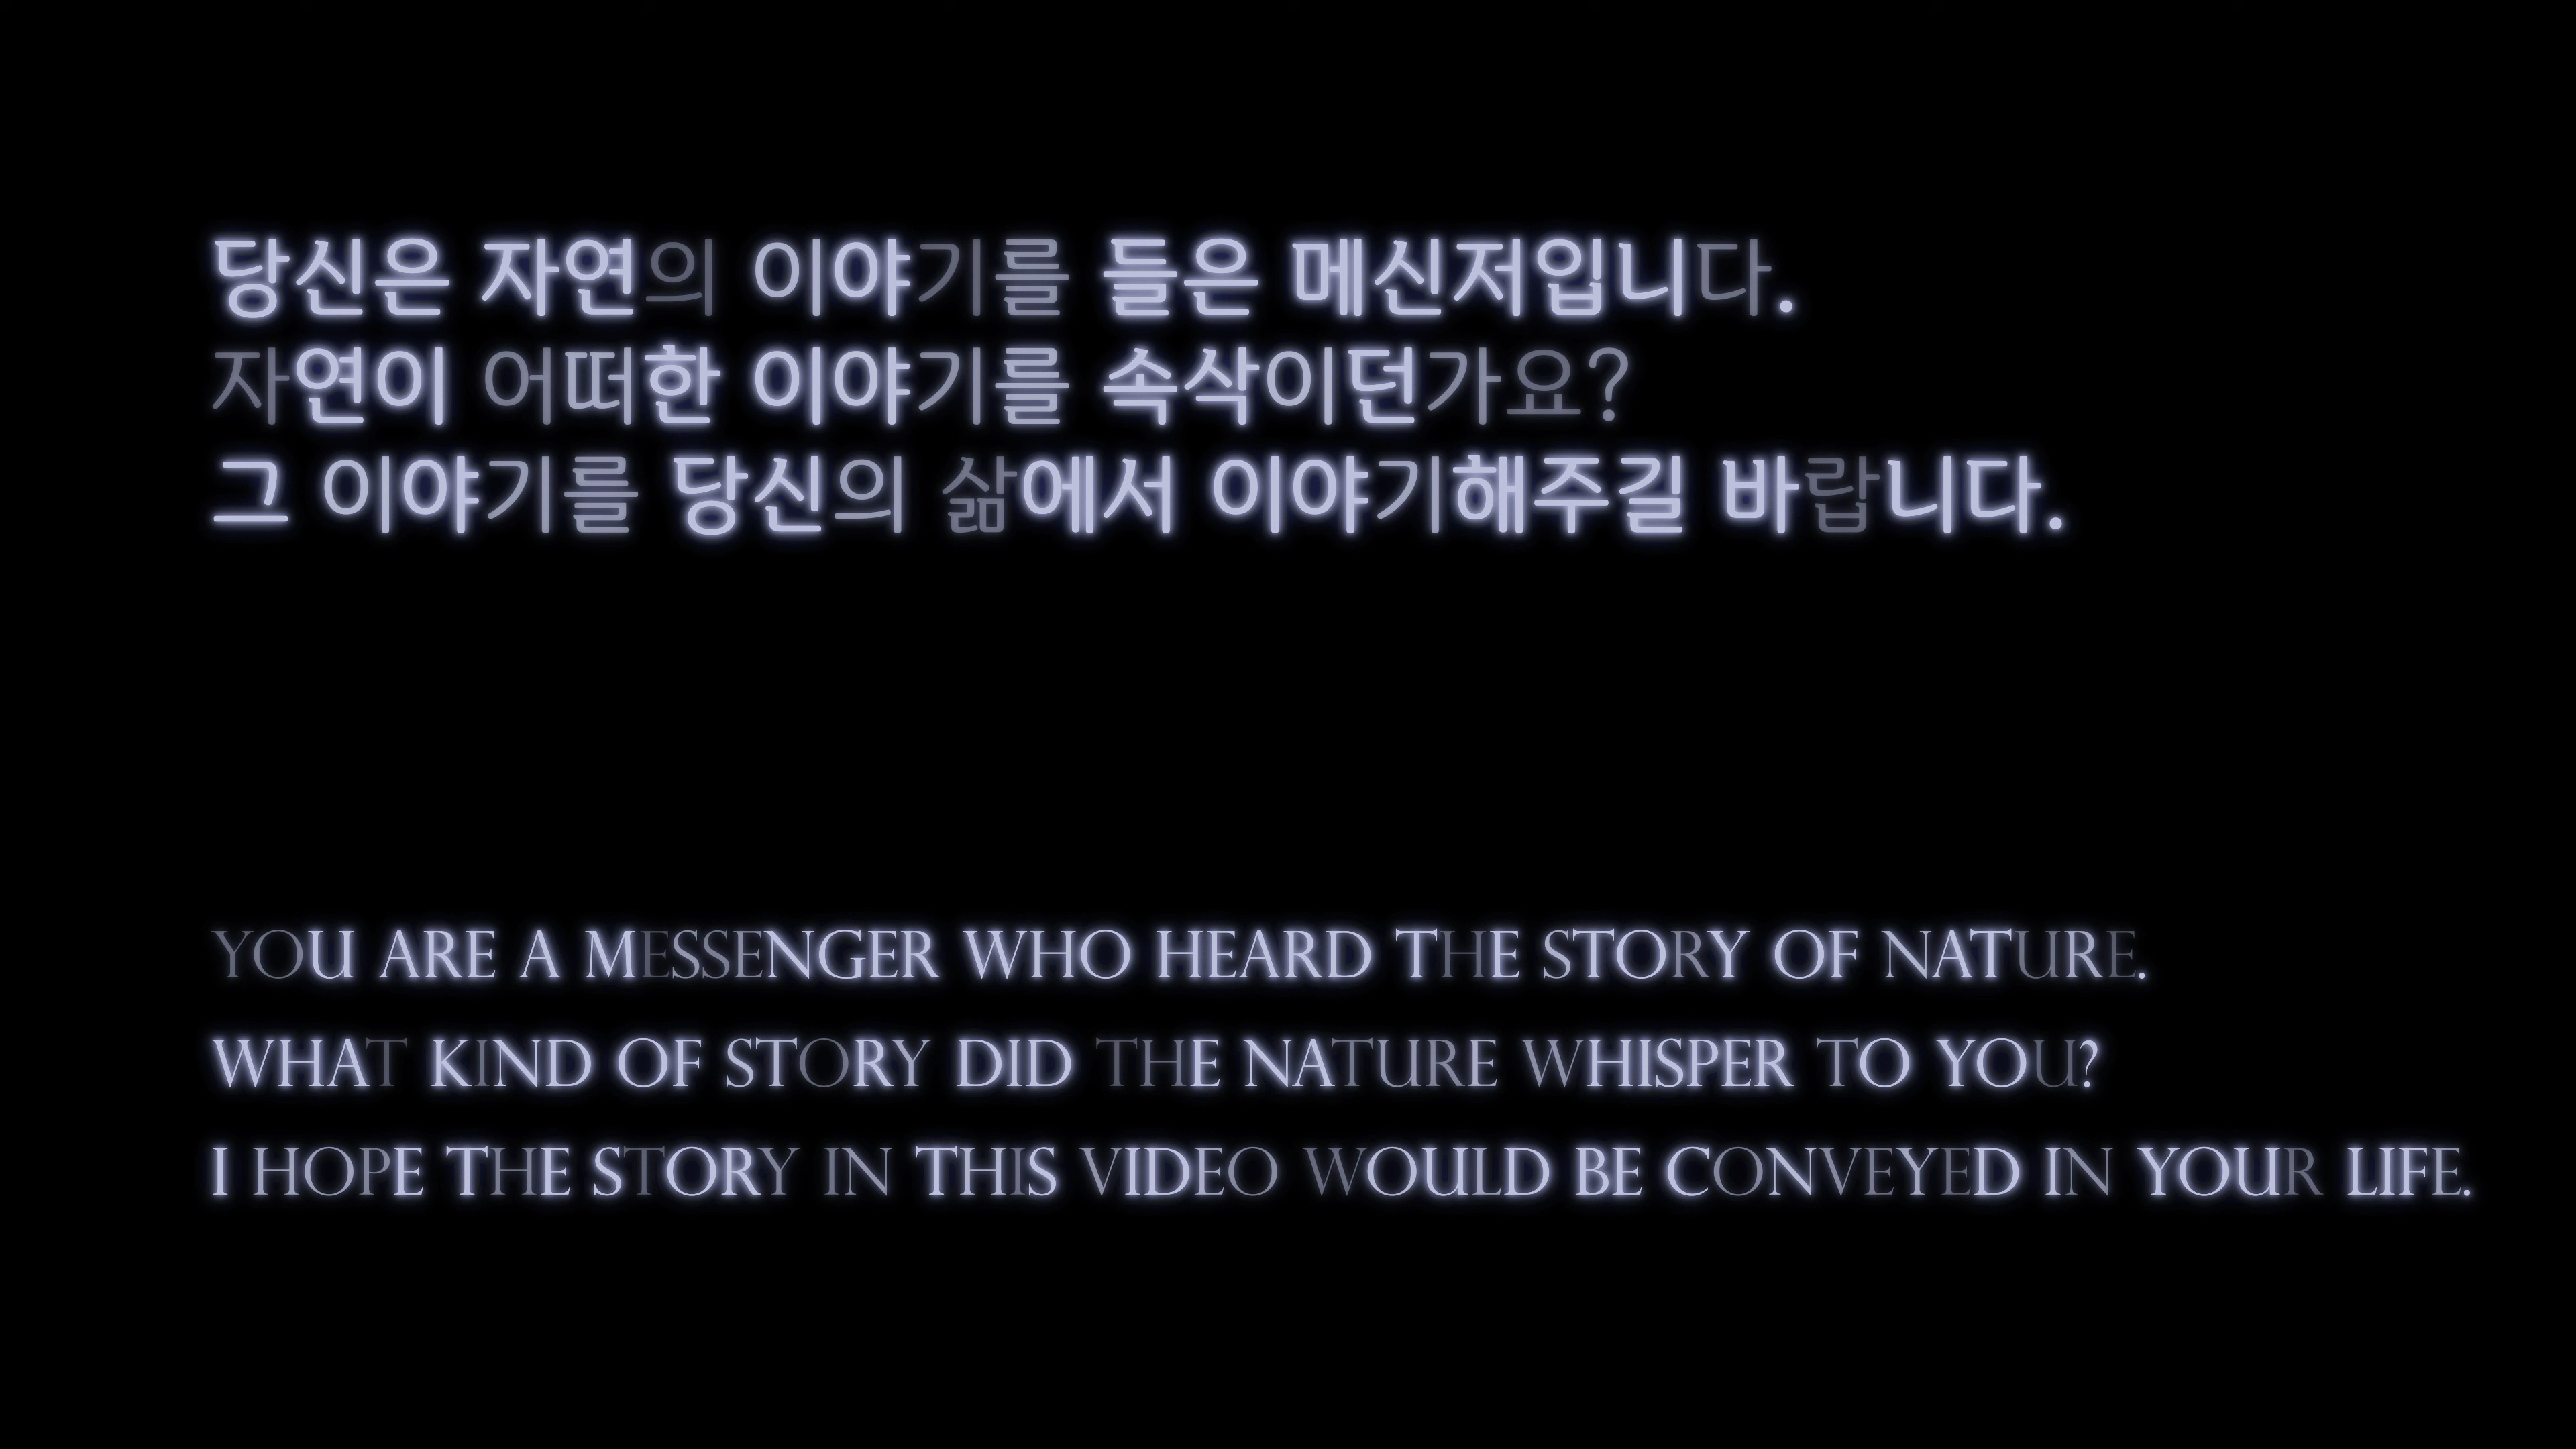 당신은 자연의 이야기를 들은 메신저입니다.
자연이 어떠한 이야기를 속삭이던가요?
그 이야기를 당신의 삶에서 이야기해주길 바랍니다.
YOU ARE A MESSENGER WHO HEARD THE STORY OF NATURE.
WHAT KIND OF STORY DID THE NATURE WHISPER TO YOU?
I HOPE THE STORY IN THIS VIDEO WOULD BE CONVEYED IN YOUR LIFE.